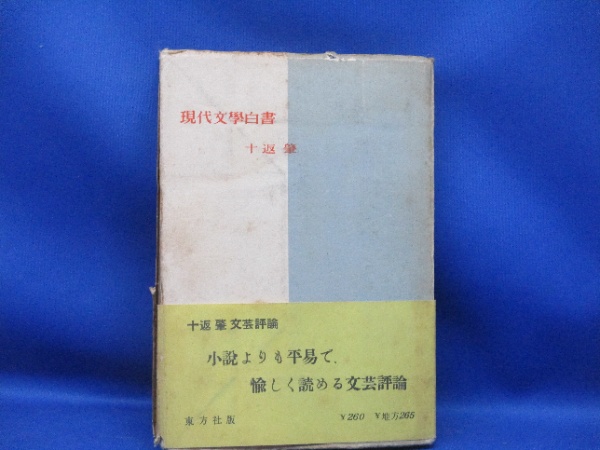 現代文學白書
十返 肇
十返 肇 文芸評論
小説よりも平易で
愉しく読める文芸評論
東方社版 ¥260 ¥地方265